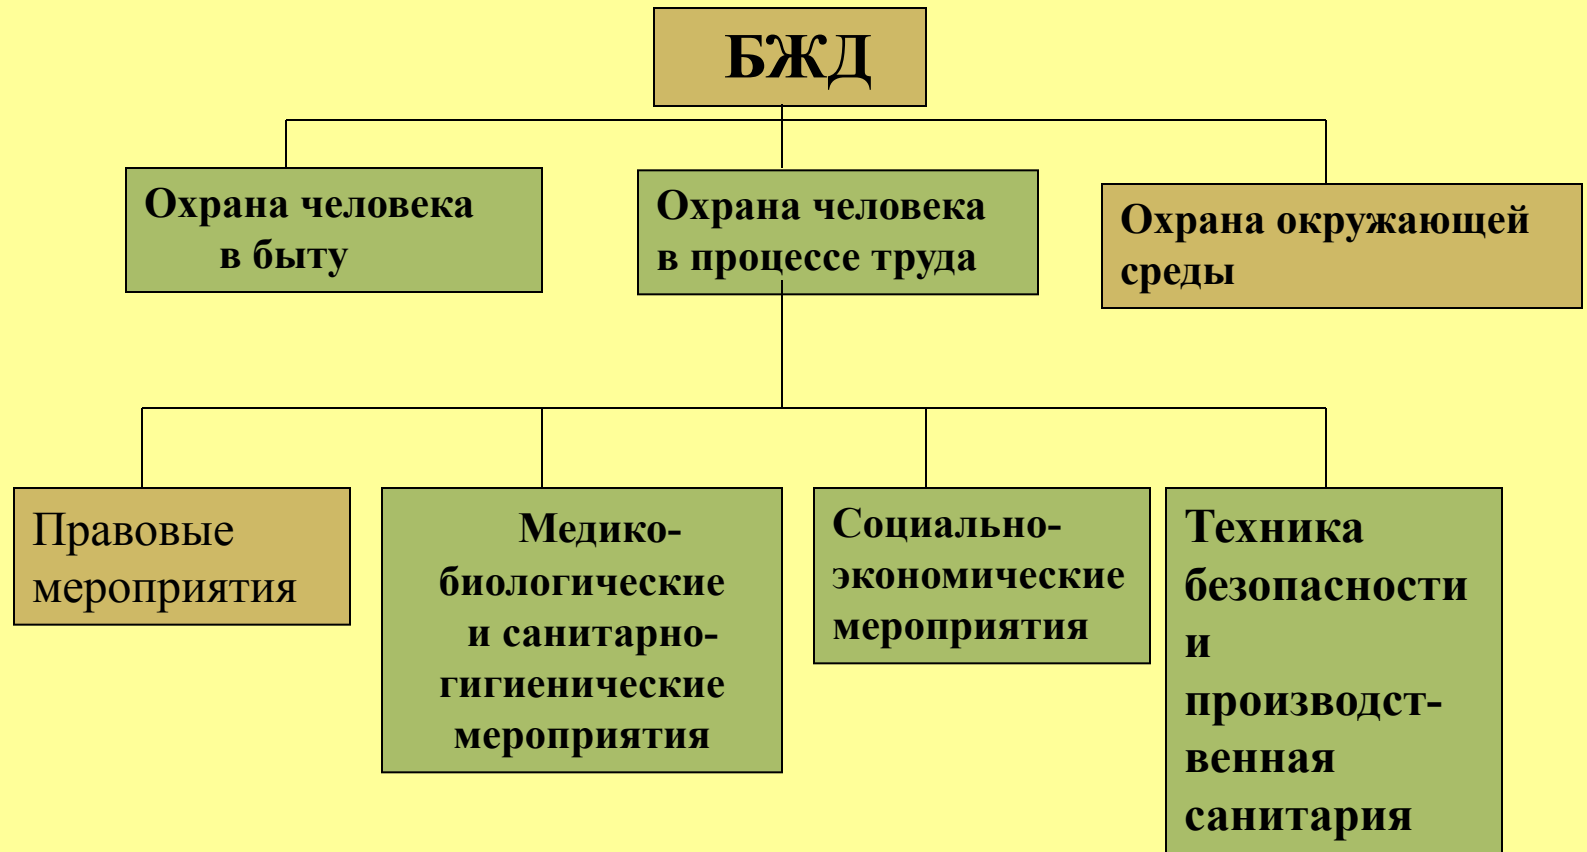 БЖД
Охрана человека
в быту
Охрана человека
в процессе труда
Охрана окружающей
среды
Правовые
мероприятия
Медико-
биологические
и санитарно-
гигиенические
мероприятия
Социально-
экономические
мероприятия
Техника
безопасности
и
производст-
венная
санитария